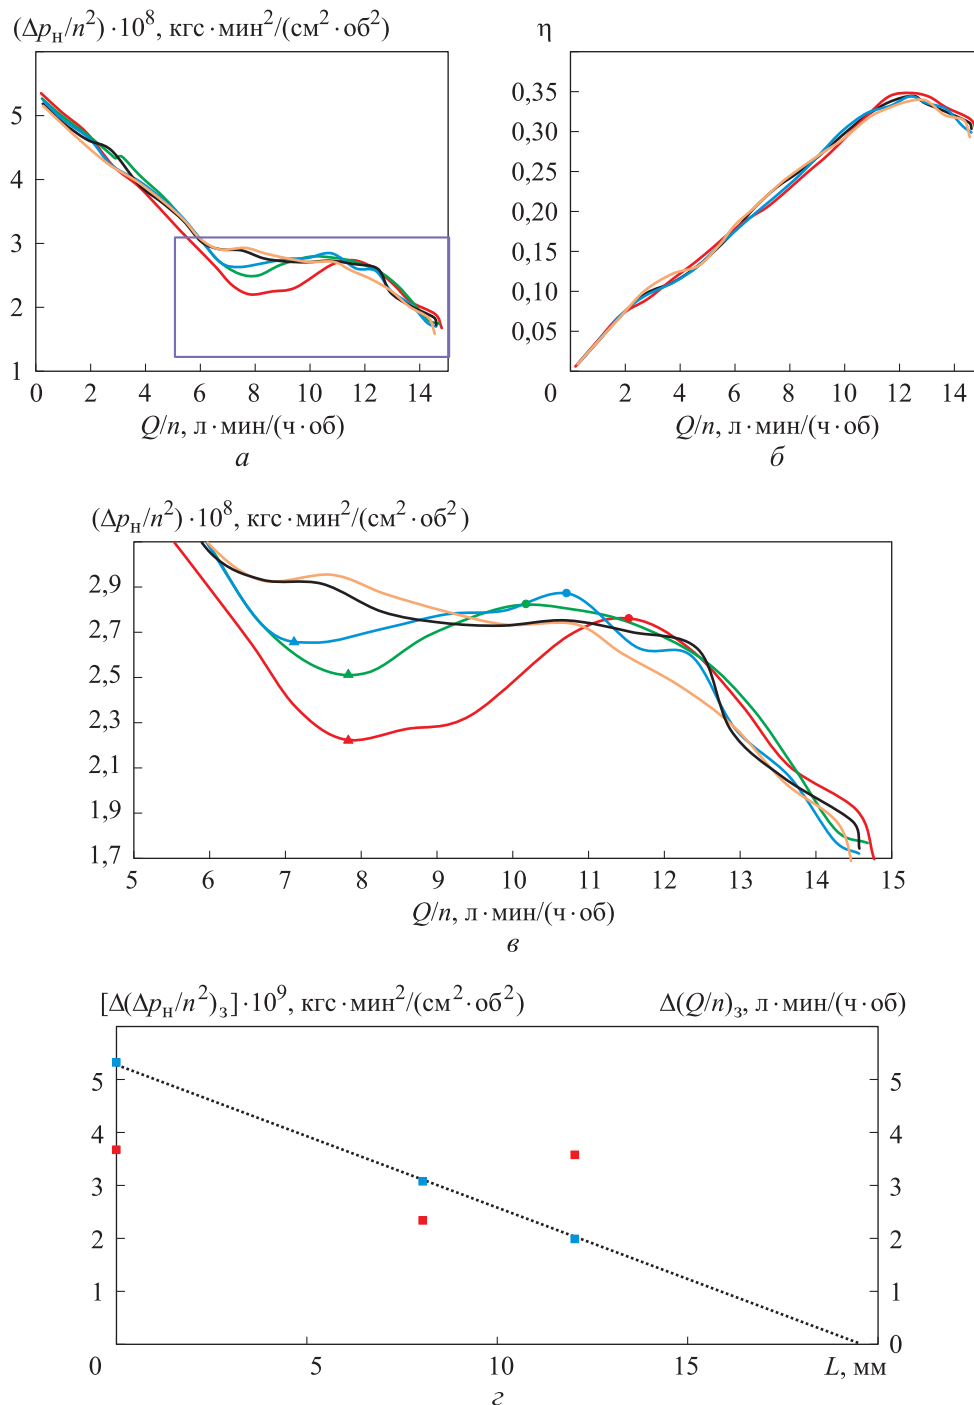 (Δpн/n²)·10⁸, кгс·мин²/(см²·об²)
5
4
3
2
1
0 2 4 6 8 10 12 14
Q/n, л·мин/(ч·об)
а
η
0,35
0,30
0,25
0,20
0,15
0,10
0,05
0 2 4 6 8 10 12 14
Q/n, л·мин/(ч·об)
б
(Δpн/n²)·10⁸, кгс·мин²/(см²·об²)
2,9
2,7
2,5
2,3
2,1
1,9
1,7
5 6 7 8 9 10 11 12 13 14 15
Q/n, л·мин/(ч·об)
в
[Δ(Δpн/n²)з]·10⁹, кгс·мин²/(см²·об²) Δ(Q/n)з, л·мин/(ч·об)
5 5
4 4
3 3
2 2
1 1
0
0 5 10 15 L, мм
г